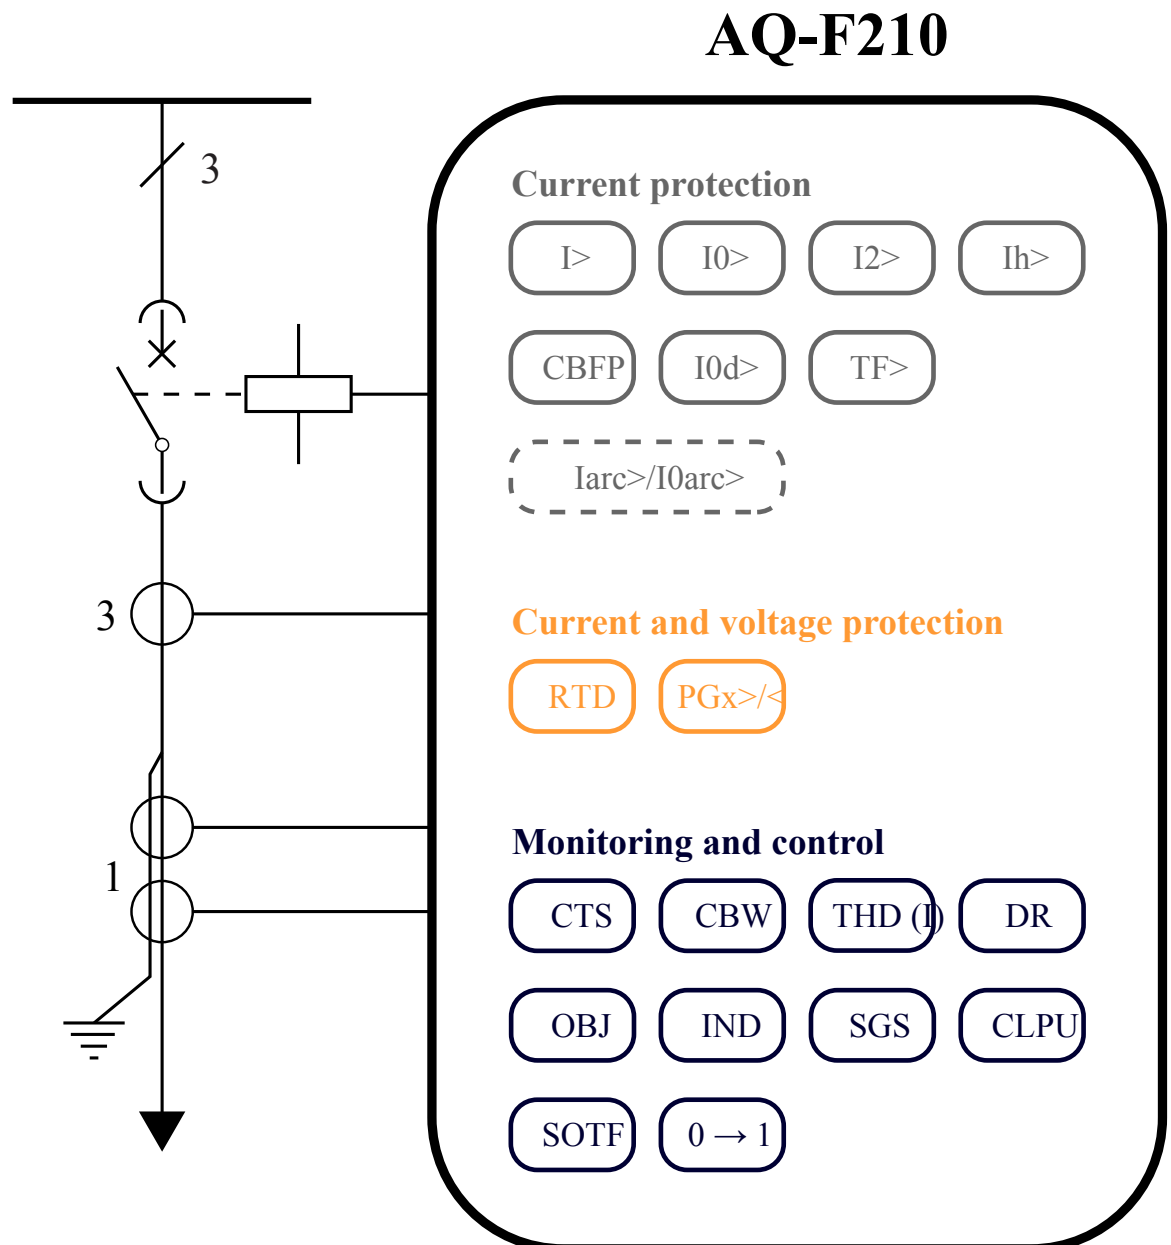 AQ-F210
3
Current protection
I> I0> I2> Ih>
CBFP I0d> TF>
Iarc>/I0arc>
3
Current and voltage protection
RTD PGx>/<
Monitoring and control
1
CTS CBW THD (I) DR
OBJ IND SGS CLPU
SOTF 0 → 1